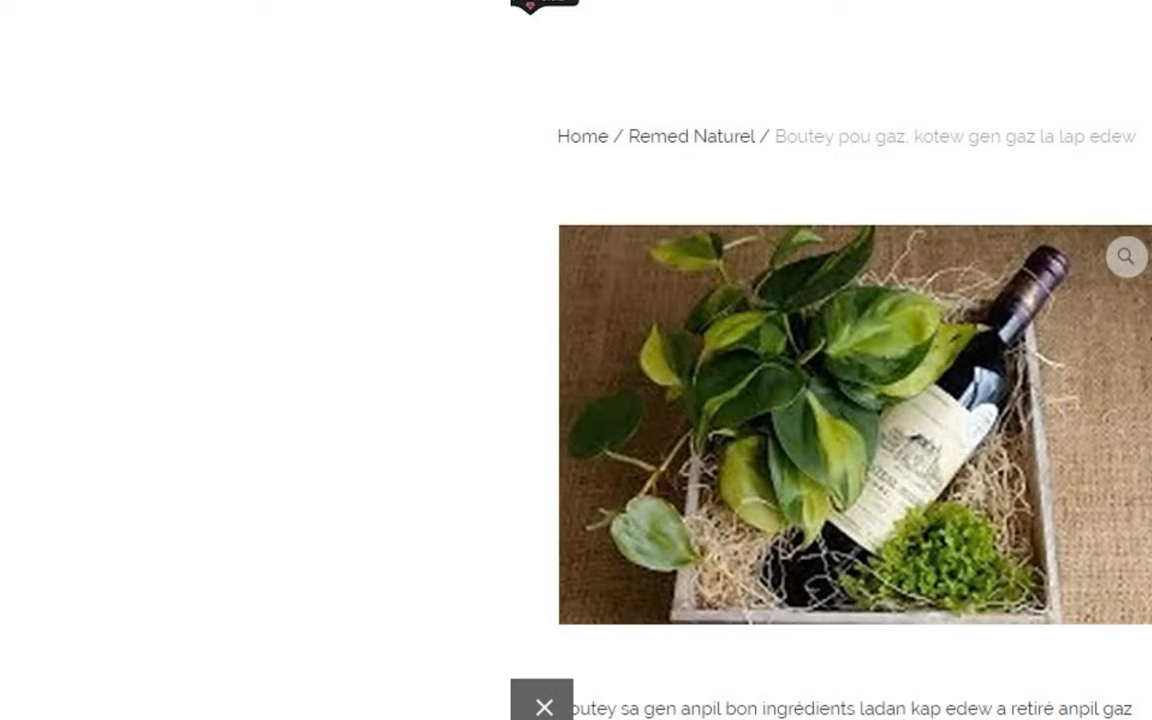 Home / Remed Naturel / Boutey pou gaz, kotew gen gaz la lap edew
outey sa gen anpil bon ingrédients ladan kap edew a retiré anpil gaz